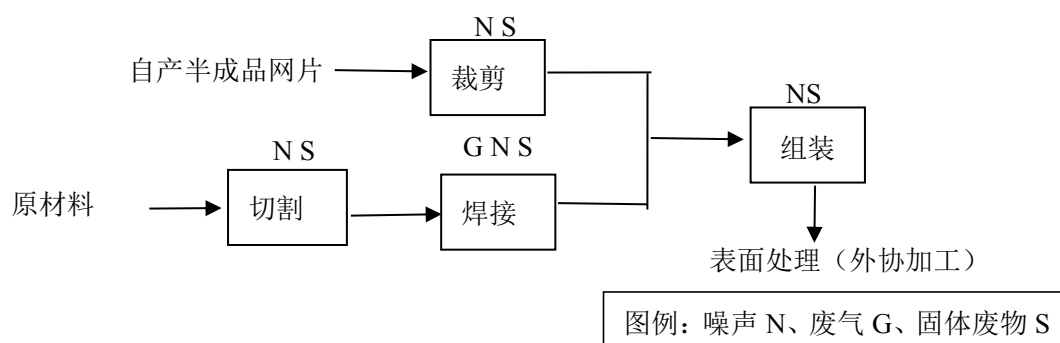 N S
自产半成品网片
裁剪
NS
组装
N S
G N S
原材料
切割
焊接
表面处理（外协加工）
图例：噪声 N、废气 G、固体废物 S